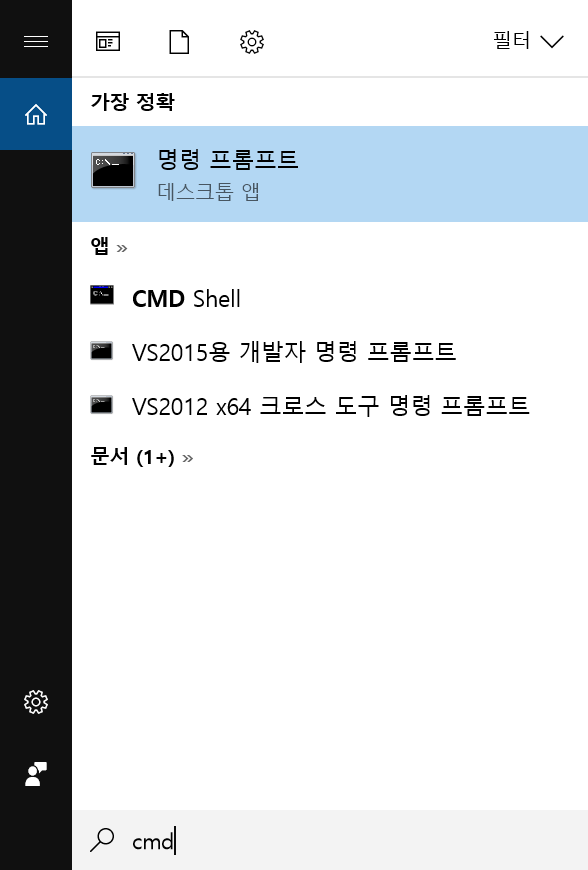 필터
가장 정확
명령 프롬프트
데스크톱 앱
앱 »
CMD Shell
VS2015용 개발자 명령 프롬프트
VS2012 x64 크로스 도구 명령 프롬프트
문서 (1+) »
cmd